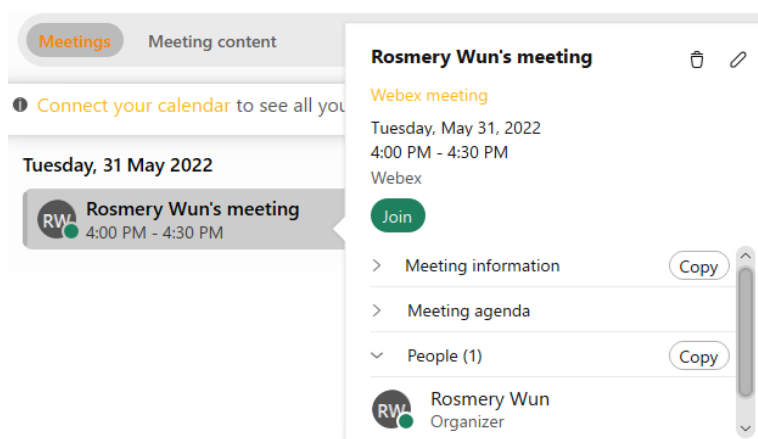 Meetings
Meeting content
Connect your calendar to see all you
Tuesday, 31 May 2022
RW
Rosmery Wun's meeting
4:00 PM - 4:30 PM
Rosmery Wun's meeting
Webex meeting
Tuesday, May 31, 2022
4:00 PM - 4:30 PM
Webex
Join
Meeting information
Copy
Meeting agenda
People (1)
Copy
RW
Rosmery Wun
Organizer